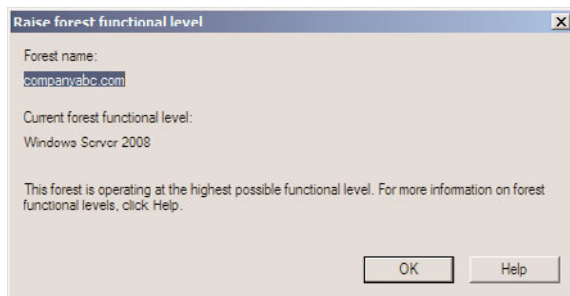 Raise forest functional level
Forest name:
companyabc.com
Current forest functional level:
Windows Server 2008
This forest is operating at the highest possible functional level. For more information on forest
functional levels, click Help.
OK
Help